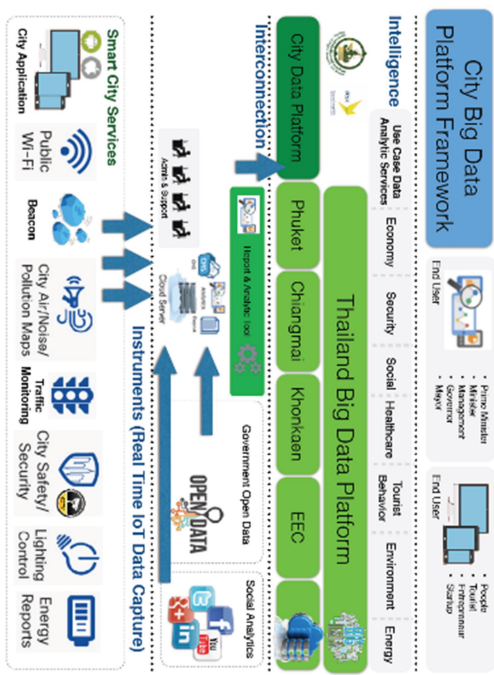 City Big Data
Platform Framework
End User
• Prime Minister
• Minister
• Management
• Governor
• Mayor
End User
• People
• Tourist
• Entrepreneur
• Startup
Intelligence
Use Case Data
Analytic Services
Economy
Security
Social
Healthcare
Tourist
Behavior
Environment
Energy
Thailand Big Data Platform
City Data Platform
Phuket
Chiangmai
Khonkaen
EEC
Interconnection
Report & Analytic Tool
Admin & Support
CMS
Cloud Server
Government Open Data
OPEN DATA
Social Analytics
You
Tube
Instruments (Real Time IoT Data Capture)
Smart City Services
City Application
Public
Wi-Fi
Beacon
City Air/Noise/
Pollution Maps
Traffic
Monitoring
City Safety/
Security
Lighting
Control
Energy
Reports